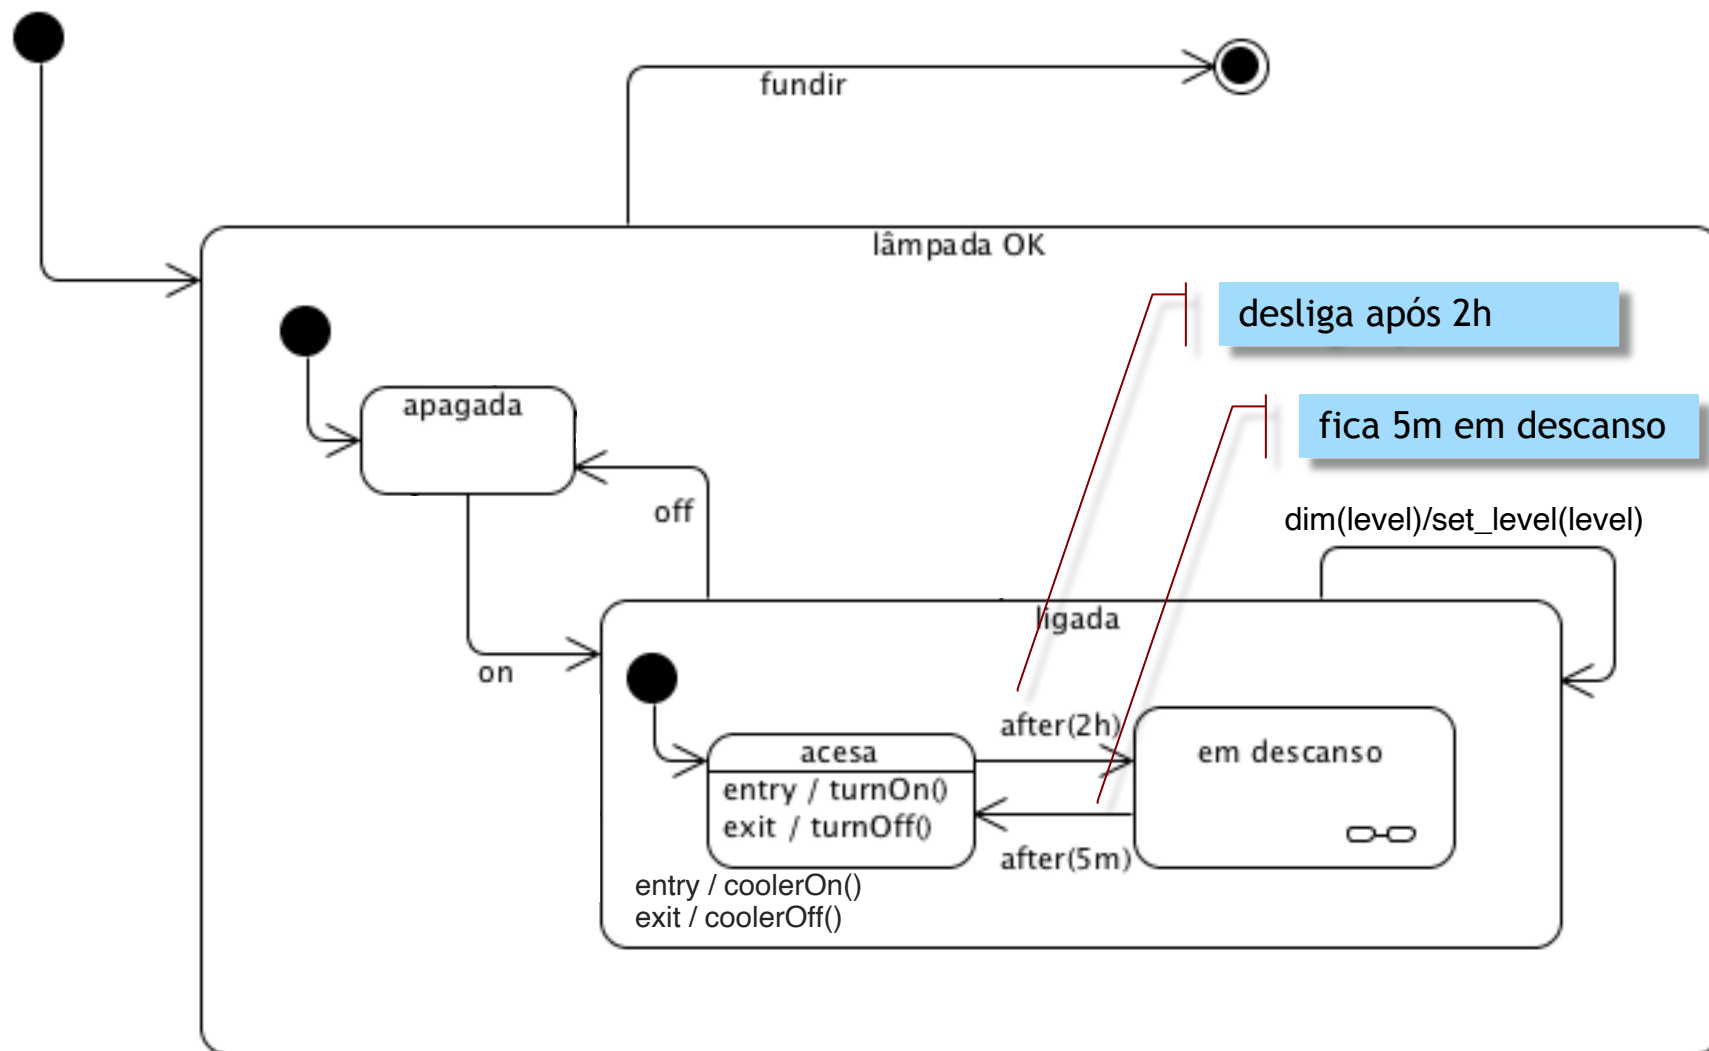 fundir
lâmpada OK
desliga após 2h
apagada
fica 5m em descanso
off
dim(level)/set_level(level)
ligada
on
after(2h)
acesa
em descanso
entry / turnOn()
exit / turnOff()
after(5m)
entry / coolerOn()
exit / coolerOff()